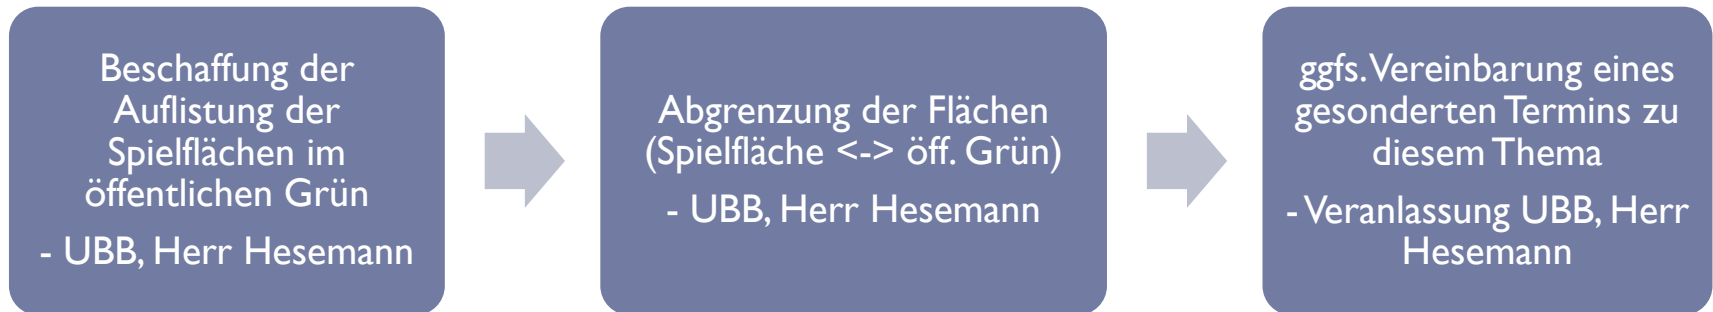 Beschaffung der
Auflistung der
Spielflächen im
öffentlichen Grün
- UBB, Herr Hesemann
Abgrenzung der Flächen
(Spielfläche <-> öff. Grün)
- UBB, Herr Hesemann
ggfs. Vereinbarung eines
gesonderten Termins zu
diesem Thema
- Veranlassung UBB, Herr
Hesemann